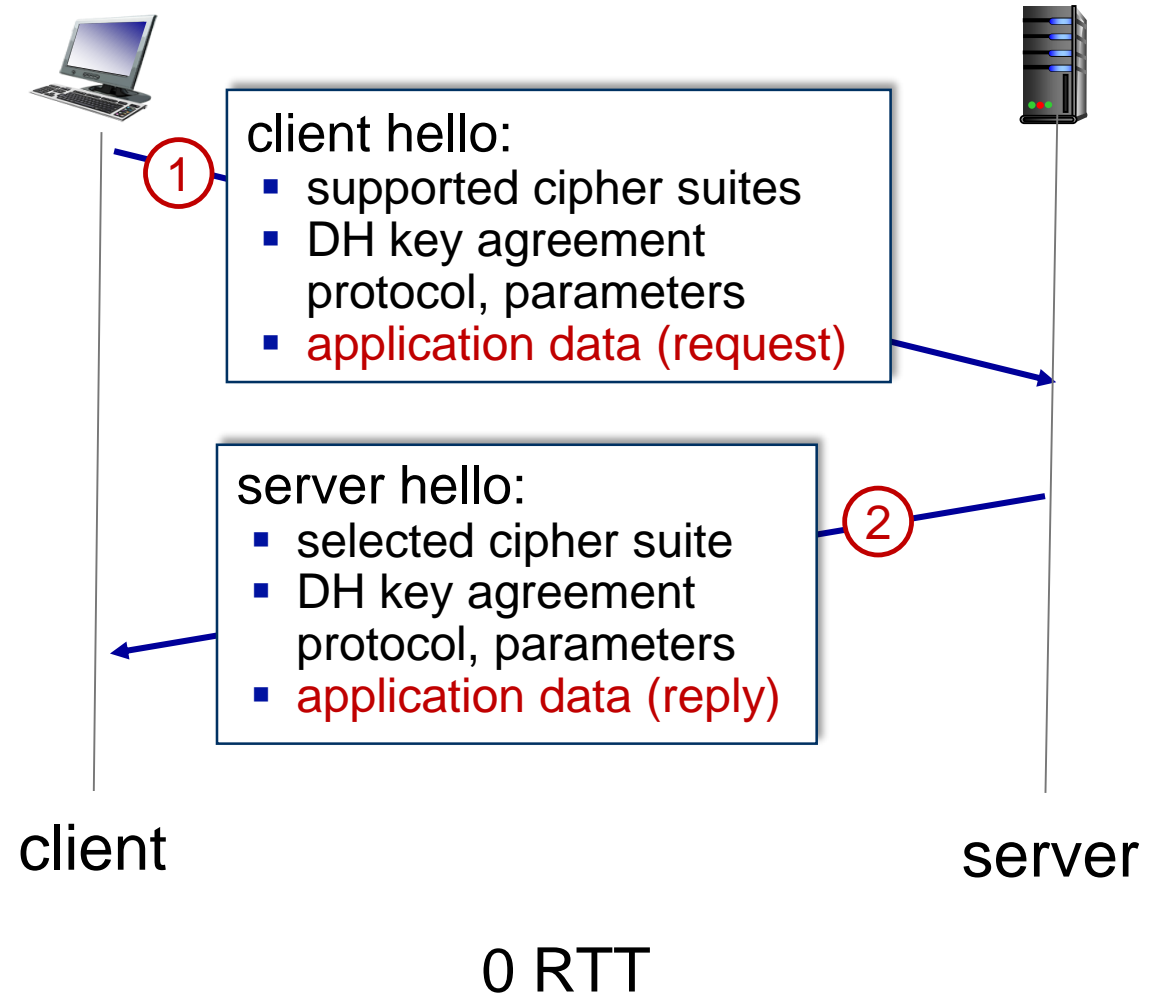 client hello:
1
▪ supported cipher suites
▪ DH key agreement
protocol, parameters
▪ application data (request)
server hello:
2
▪ selected cipher suite
▪ DH key agreement
protocol, parameters
▪ application data (reply)
client
server
0 RTT